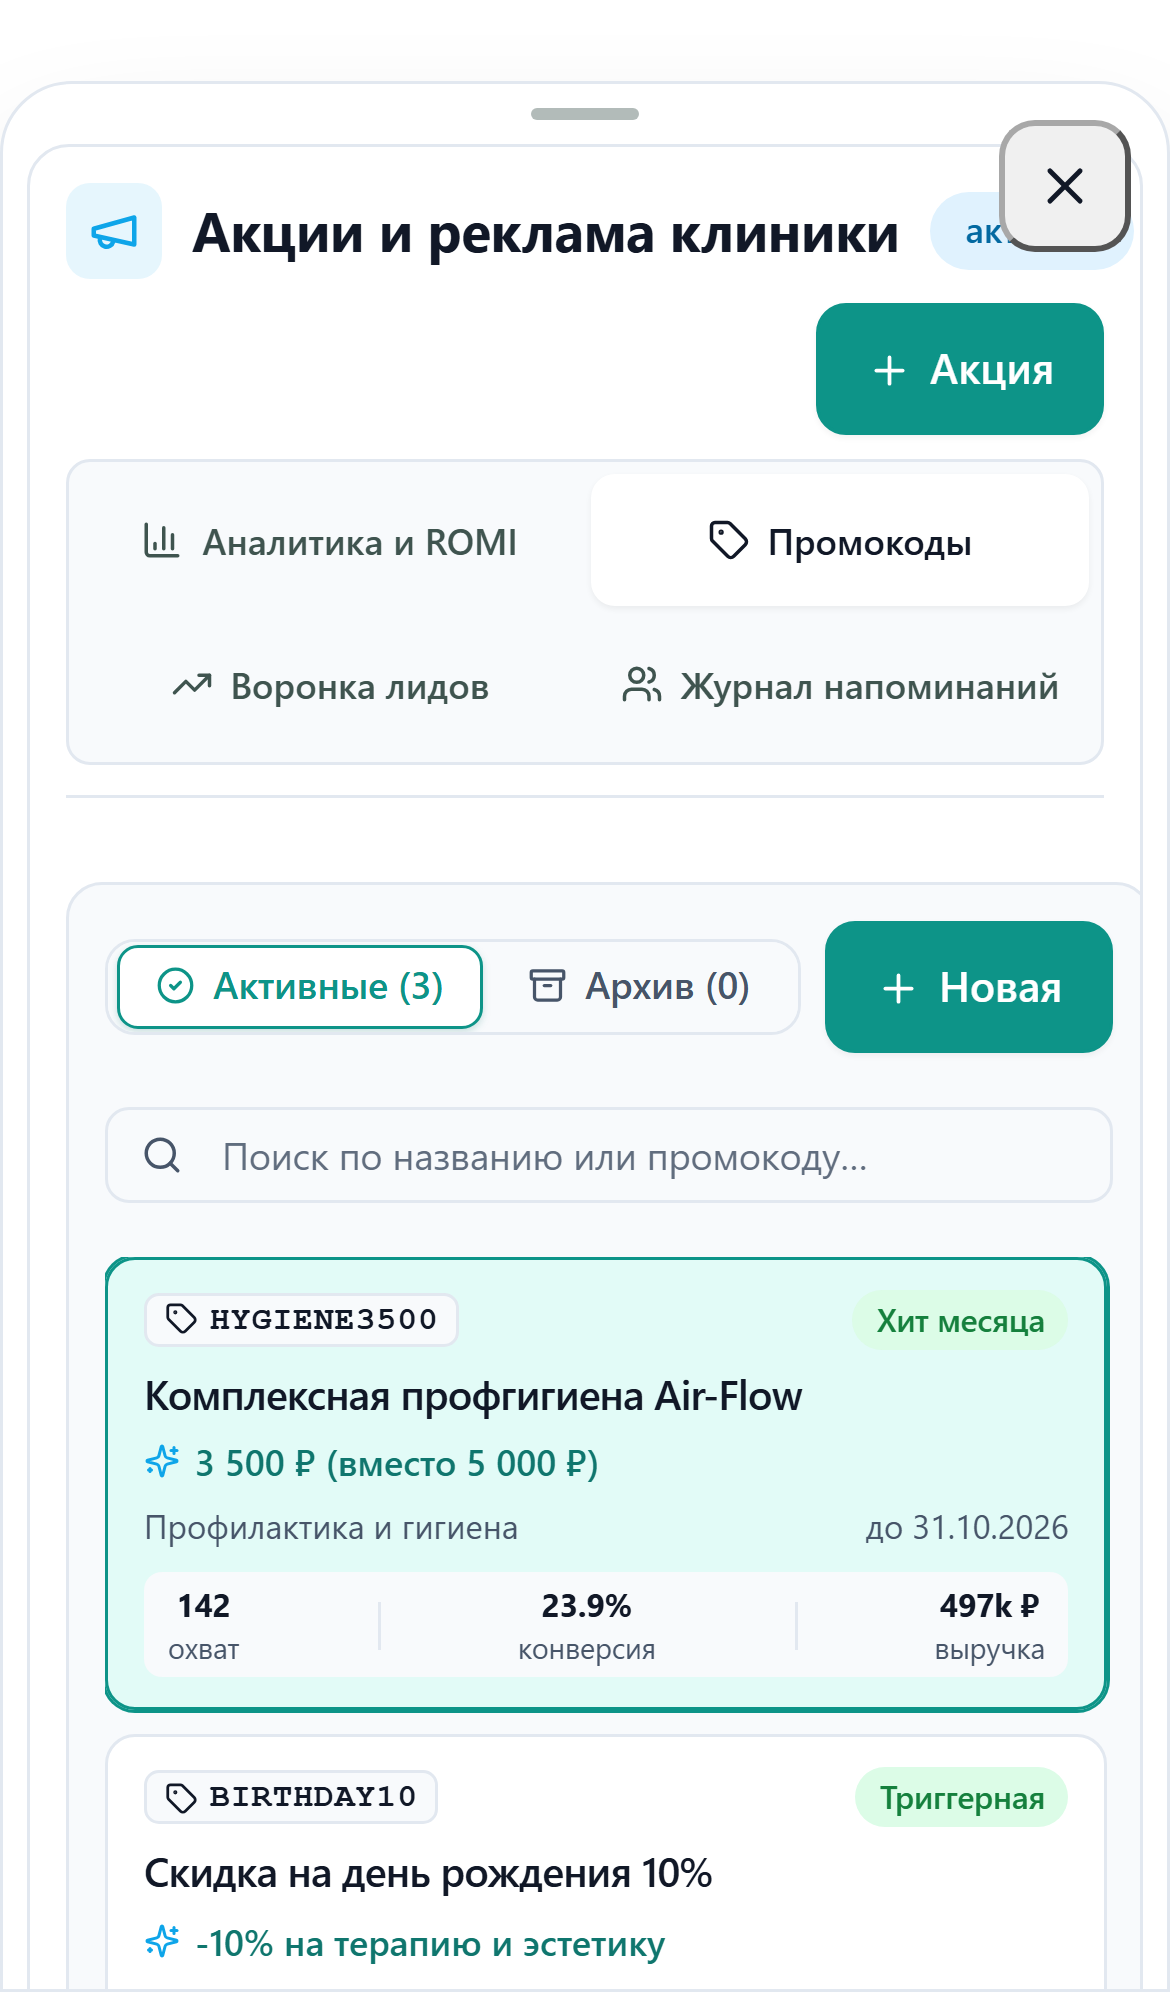 Акции и реклама клиники
+ Акция
Аналитика и ROMI
Промокоды
Воронка лидов
Журнал напоминаний
Активные (3)
Архив (0)
+ Новая
Поиск по названию или промокоду...
HYGIENE3500
Хит месяца
Комплексная профгигиена Air-Flow
3 500 ₽ (вместо 5 000 ₽)
Профилактика и гигиена
до 31.10.2026
142
23.9%
497k ₽
охват
конверсия
выручка
BIRTHDAY10
Триггерная
Скидка на день рождения 10%
-10% на терапию и эстетику